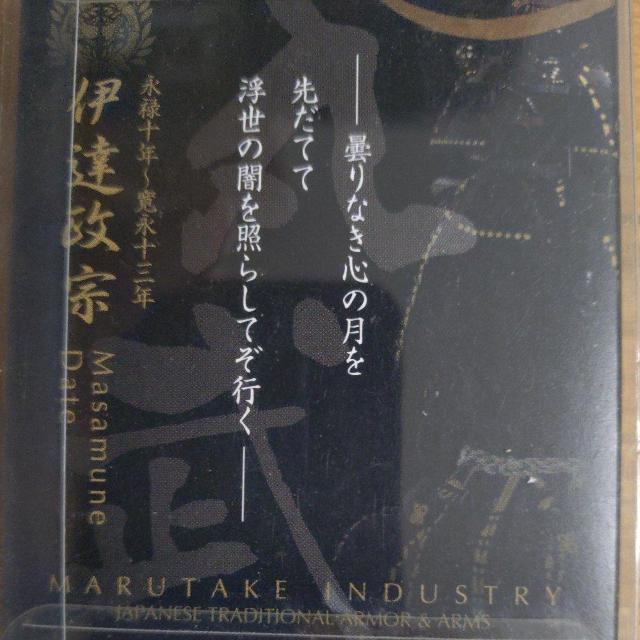 曇りなき心の月を
先だてて
浮世の闇を照らしてぞ行く
永禄十年～寛永十三年
伊達政宗
Masamune
Date
MARUTAKE INDUSTRY
JAPANESE TRADITIONAL ARMOR & ARMS